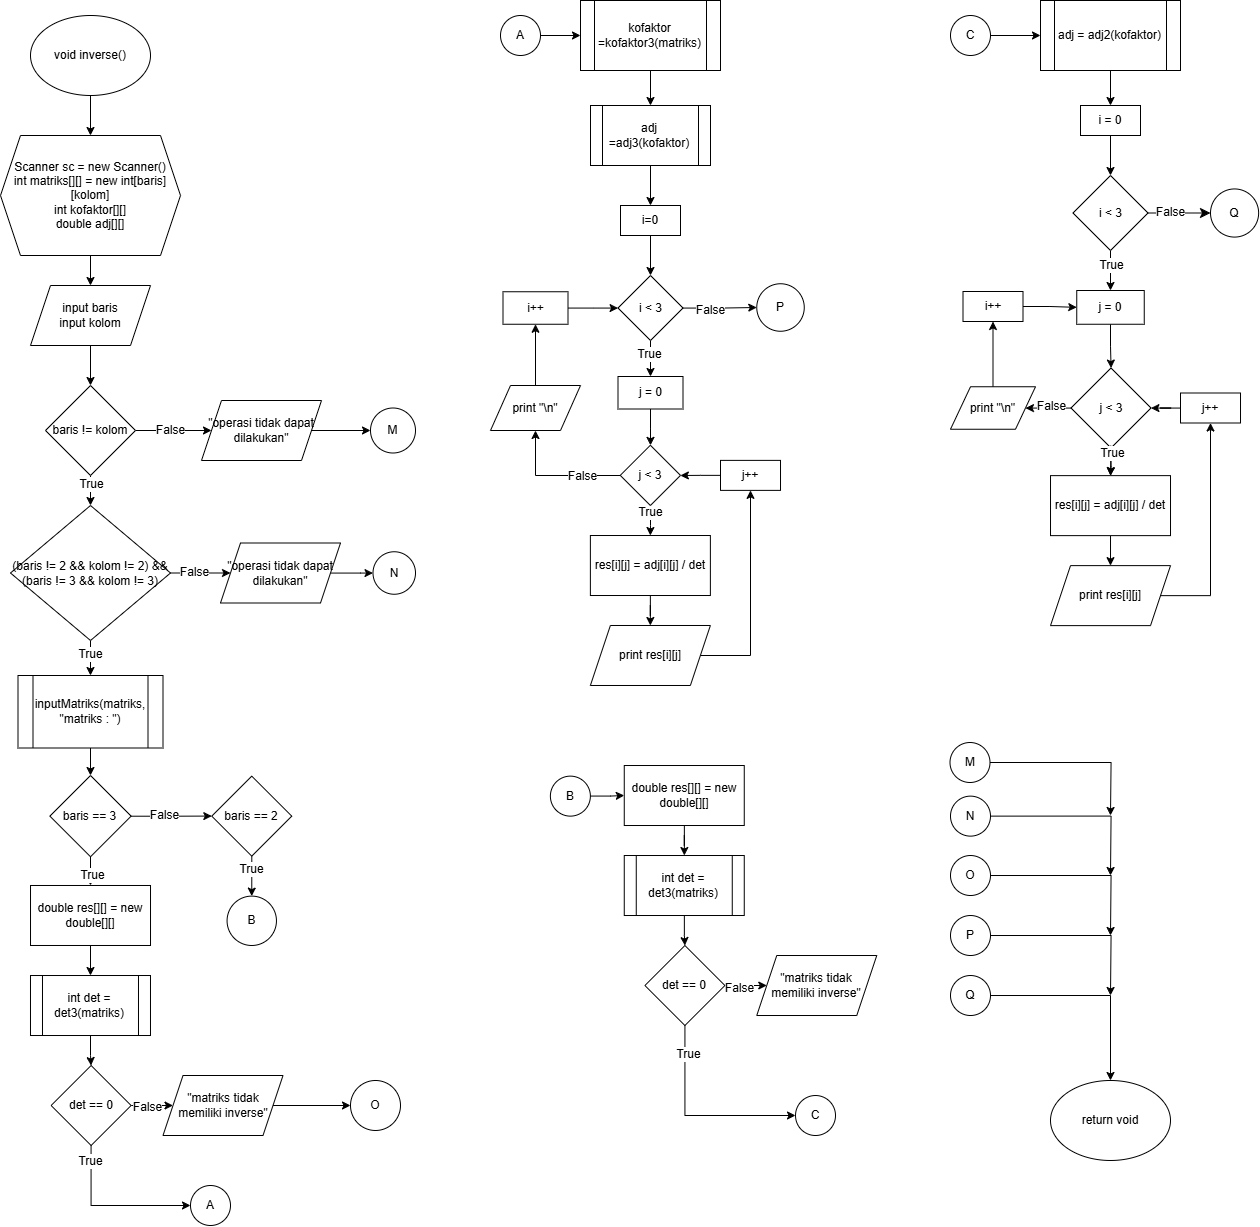 void inverse()
Scanner sc = new Scanner()
int matriks[][] = new int[baris]
[kolom]
int kofaktor[][]
double adj[][]
input baris
input kolom
baris != kolom
False
"operasi tidak dapat
dilakukan"
M
True
(baris != 2 && kolom != 2) &&
(baris != 3 && kolom != 3)
False
"operasi tidak dapat
dilakukan"
N
True
inputMatriks(matriks,
"matriks : ")
baris == 3
False
baris == 2
True
True
B
double res[][] = new
double[][]
int det =
det3(matriks)
det == 0
False
"matriks tidak
memiliki inverse"
O
True
A
A
kofaktor
=kofaktor3(matriks)
adj
=adj3(kofaktor)
i=0
i++
i < 3
False
P
True
j = 0
print "\n"
False
j < 3
j++
True
res[i][j] = adj[i][j] / det
print res[i][j]
B
double res[][] = new
double[][]
int det =
det3(matriks)
det == 0
False
"matriks tidak
memiliki inverse"
True
C
C
adj = adj2(kofaktor)
i = 0
i < 3
False
Q
True
i++
j = 0
print "\n"
False
j < 3
j++
True
res[i][j] = adj[i][j] / det
print res[i][j]
M
N
O
P
Q
return void